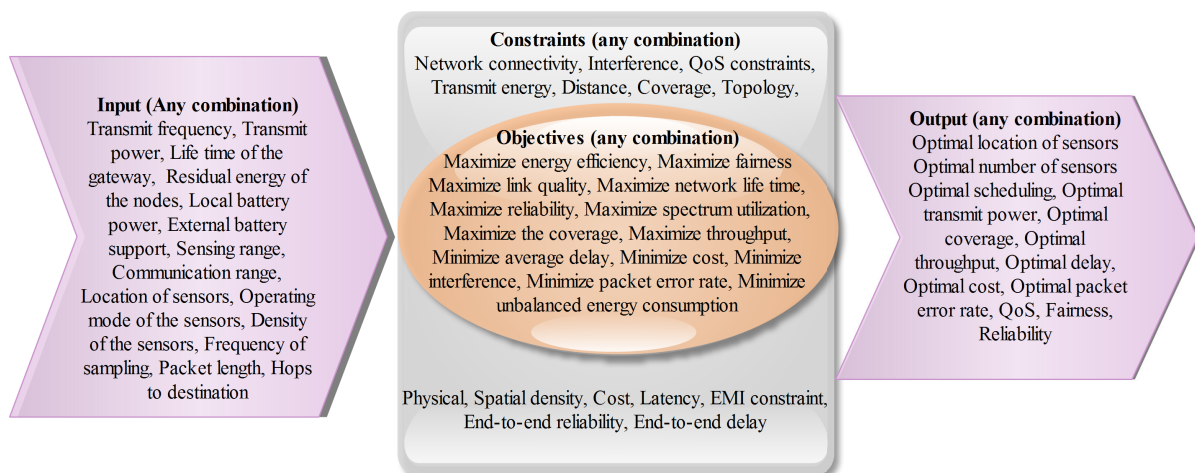 Input (Any combination)
Transmit frequency, Transmit
power, Life time of the
gateway, Residual energy of
the nodes, Local battery
power, External battery
support, Sensing range,
Communication range,
Location of sensors, Operating
mode of the sensors, Density
of the sensors, Frequency of
sampling, Packet length, Hops
to destination
Constraints (any combination)
Network connectivity, Interference, QoS constraints,
Transmit energy, Distance, Coverage, Topology,
Objectives (any combination)
Maximize energy efficiency, Maximize fairness
Maximize link quality, Maximize network life time,
Maximize reliability, Maximize spectrum utilization,
Maximize the coverage, Maximize throughput,
Minimize average delay, Minimize cost, Minimize
interference, Minimize packet error rate, Minimize
unbalanced energy consumption
Physical, Spatial density, Cost, Latency, EMI constraint,
End-to-end reliability, End-to-end delay
Output (any combination)
Optimal location of sensors
Optimal number of sensors
Optimal scheduling, Optimal
transmit power, Optimal
coverage, Optimal
throughput, Optimal delay,
Optimal cost, Optimal packet
error rate, QoS, Fairness,
Reliability